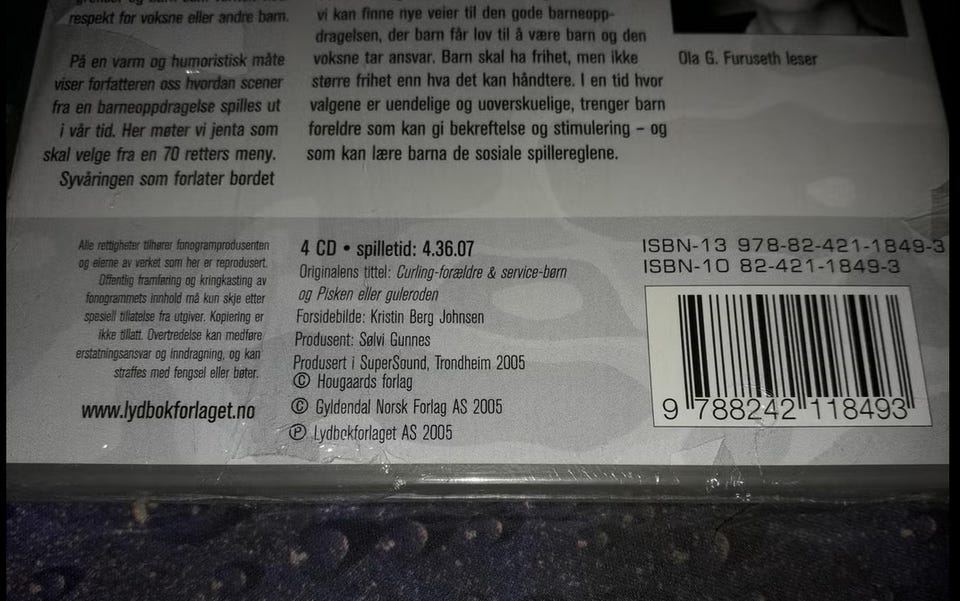 respekt for voksne eller andre barn.
På en varm og humoristisk måte
viser forfatteren oss hvordan scener
fra en barneoppdragelse spilles ut
i vår tid. Her møter vi jenta som
skal velge fra en 70 retters meny.
Syvåringen som forlater bordet
vi kan finne nye veier til den gode barneopp-
dragelsen, der barn får lov til å være barn og den
voksne tar ansvar. Barn skal ha frihet, men ikke
større frihet enn hva det kan håndtere. I en tid hvor
valgene er uendelige og uoverskuelige, trenger barn
foreldre som kan gi bekreftelse og stimulering – og
som kan lære barna de sosiale spillereglene.
Ola G. Furuseth leser
Alle rettigheter tilhører fonogramprodusenten
og eierne av verket som her er reprodusert.
Offentlig framføring og kringkasting av
fonogrammets innhold må kun skje etter
spesiell tillatelse fra utgiver. Kopiering er
ikke tillatt. Overtredelse kan medføre
erstatningsansvar og inndragning, og kan
straffes med fengsel eller bøter.
www.lydbokforlaget.no
4 CD • spilletid: 4.36.07
Originalens tittel: Curling-forældre & service-børn
og Pisken eller guleroden
Forsidebilde: Kristin Berg Johnsen
Produsent: Sølvi Gunnes
Produsert i SuperSound, Trondheim 2005
© Hougaards forlag
© Gyldendal Norsk Forlag AS 2005
℗ Lydbokforlaget AS 2005
ISBN-13 978-82-421-1849-3
ISBN-10 82-421-1849-3
9 788242 118493